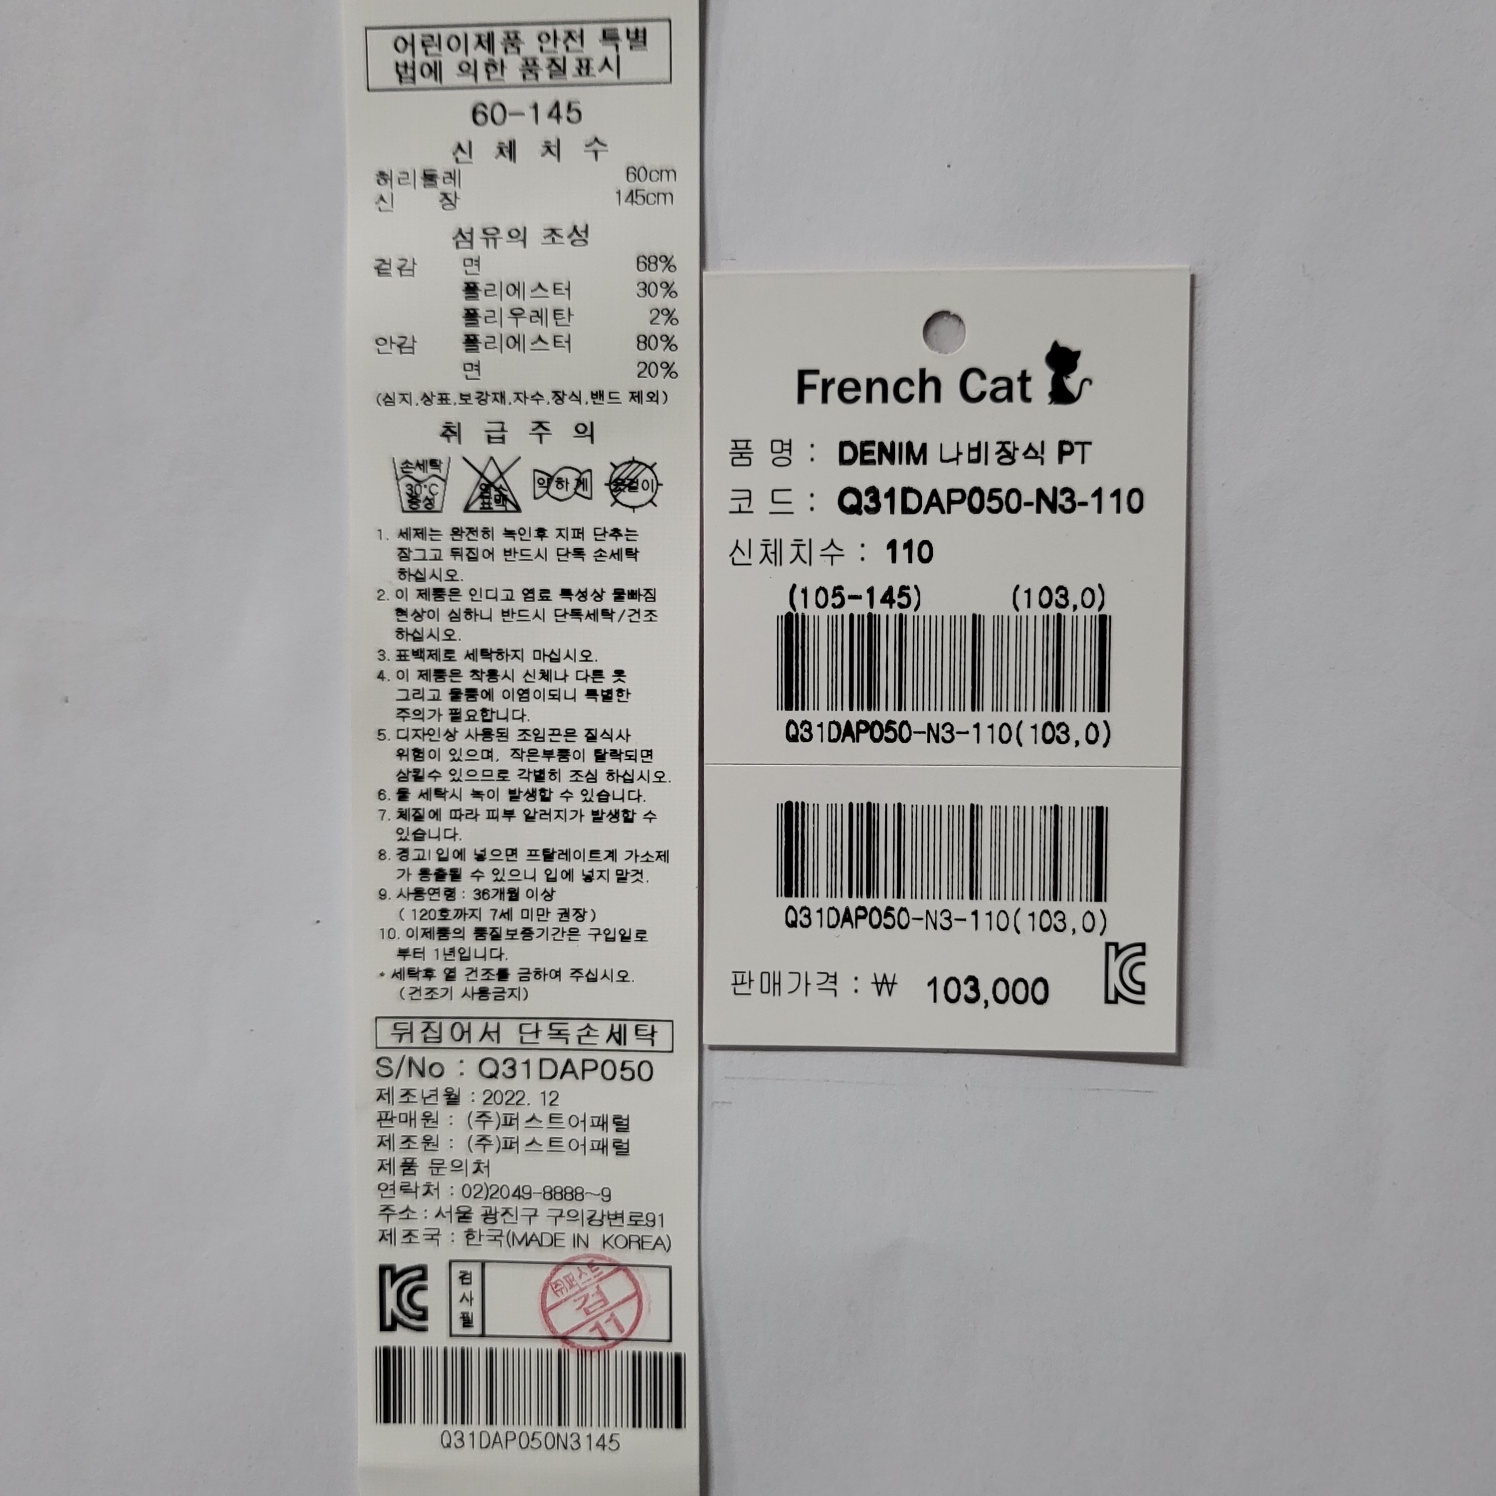 어린이제품 안전 특별
법에 의한 품질표시
60-145
신 체 치 수
허리둘레 60cm
신 장 145cm
섬유의 조성
겉감 면 68%
폴리에스터 30%
폴리우레탄 2%
안감 폴리에스터 80%
면 20%
(심지,상표,보강재,자수,장식,밴드 제외)
취 급 주 의
손세탁 30℃ 중성 염소 표백 약하게 옷걸이
1. 세제는 완전히 녹인후 지퍼 단추는
잠그고 뒤집어 반드시 단독 손세탁
하십시오.
2. 이 제품은 인디고 염료 특성상 물빠짐
현상이 심하니 반드시 단독세탁/건조
하십시오.
3. 표백제로 세탁하지 마십시오.
4. 이 제품은 착용시 신체나 다른 옷
그리고 물품에 이염이되니 특별한
주의가 필요합니다.
5. 디자인상 사용된 조임끈은 질식사
위험이 있으며, 작은부품이 탈락되면
삼킬수 있으므로 각별히 조심 하십시오.
6. 물 세탁시 녹이 발생할 수 있습니다.
7. 체질에 따라 피부 알러지가 발생할 수
있습니다.
8. 경고! 입에 넣으면 프탈레이트계 가소제
가 용출될 수 있으니 입에 넣지 말것.
9. 사용연령 : 36개월 이상
( 120호까지 7세 미만 권장)
10. 이제품의 품질보증기간은 구입일로
부터 1년입니다.
* 세탁후 열 건조를 금하여 주십시오.
(건조기 사용금지)
뒤집어서 단독손세탁
S/No : Q31DAP050
제조년월 : 2022. 12
판매원 : (주)퍼스트어패럴
제조원 : (주)퍼스트어패럴
제품 문의처
연락처 : 02)2049-8888~9
주소 : 서울 광진구 구의강변로91
제조국 : 한국(MADE IN KOREA)
KC 검사필 ㈜퍼스트 검 11
Q31DAP050N3145
French Cat
품 명 : DENIM 나비장식 PT
코 드 : Q31DAP050-N3-110
신체치수 : 110
(105-145) (103,0)
Q31DAP050-N3-110(103,0)
Q31DAP050-N3-110(103,0)
판매가격 : ₩ 103,000 KC